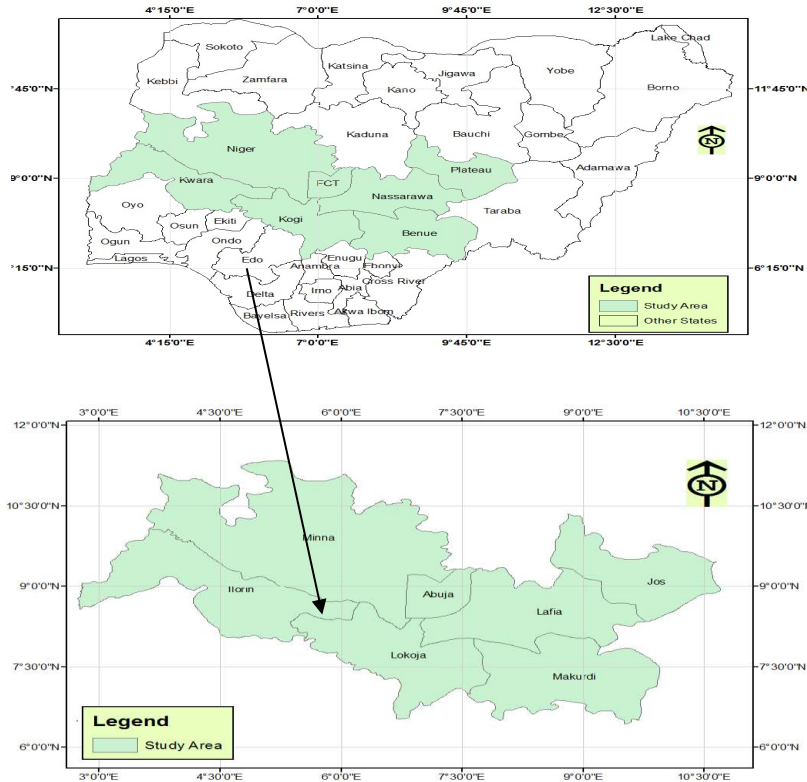 4°15'0"E 7°0'0"E 9°45'0"E 12°30'0"E
Lake Chad
Sokoto
Katsina
Yobe
Jigawa
Zamfara
Kebbi
Kano
Borno
°45'0"N 11°45'0"N
Kaduna
Bauchi
Gombe
Niger
N
Adamawa
Plateau
9°0'0"N 9°0'0"N
Kwara
FCT
Nassarawa
Oyo
Taraba
Kogi
Ekiti
Osun
Benue
Ogun
Ondo
Lagos
Edo
Enugu
Anambra
Ebonyi
°15'0"N 6°15'0"N
Cross River
Imo
Abia
Delta
Bayelsa
Rivers
Akwa Ibom
Legend
Study Area
Other States
4°15'0"E 7°0'0"E 9°45'0"E 12°30'0"E
3°0'0"E 4°30'0"E 6°0'0"E 7°30'0"E 9°0'0"E 10°30'0"E
12°0'0"N 12°0'0"N
N
10°30'0"N 10°30'0"N
Minna
Jos
9°0'0"N 9°0'0"N
Ilorin
Abuja
Lafia
Lokoja
7°30'0"N 7°30'0"N
Makurdi
Legend
Study Area
6°0'0"N 6°0'0"N
3°0'0"E 4°30'0"E 6°0'0"E 7°30'0"E 9°0'0"E 10°30'0"E